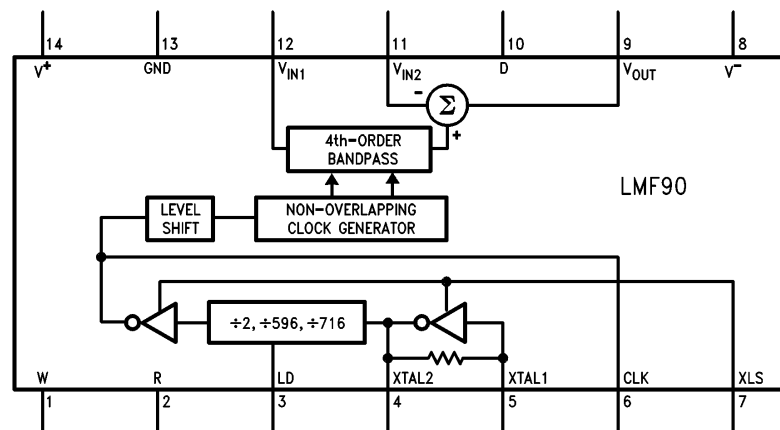 14 13 12 11 10 9 8
V+ GND VIN1 VIN2 D VOUT V-
- Σ
+
4th-ORDER
BANDPASS
LMF90
LEVEL
SHIFT
NON-OVERLAPPING
CLOCK GENERATOR
÷2, ÷596, ÷716
W R LD XTAL2 XTAL1 CLK XLS
1 2 3 4 5 6 7